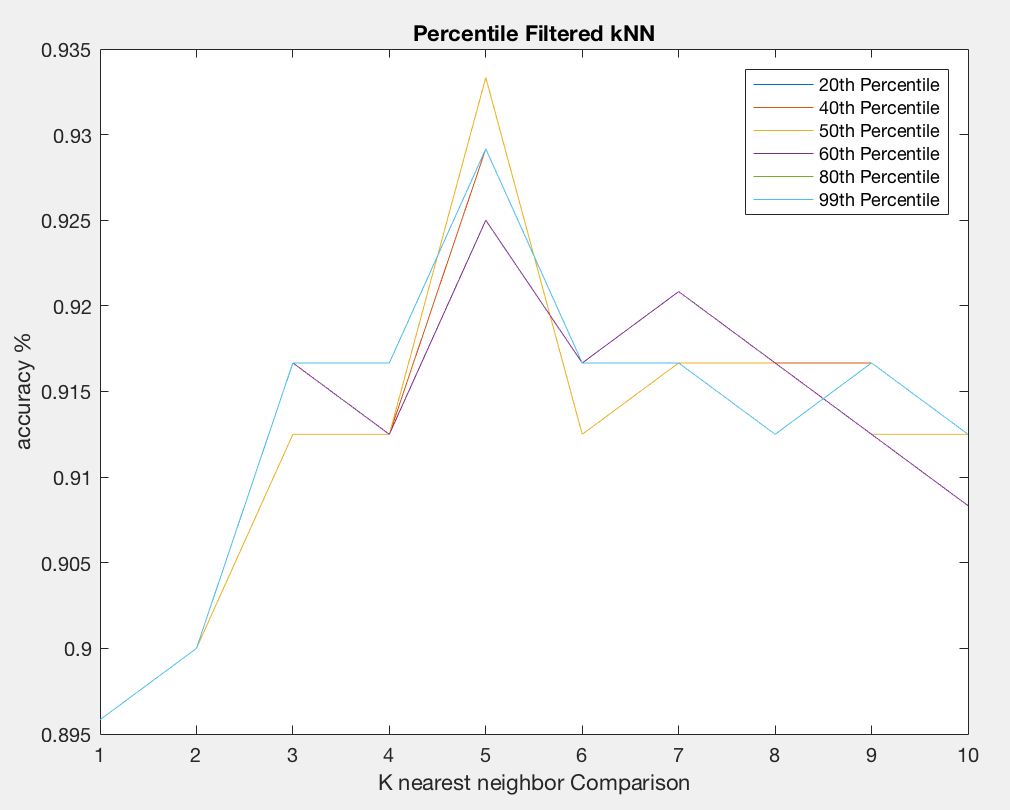 Percentile Filtered kNN
0.935
0.93
0.925
0.92
0.915
0.91
0.905
0.9
0.895
accuracy %
20th Percentile
40th Percentile
50th Percentile
60th Percentile
80th Percentile
99th Percentile
1 2 3 4 5 6 7 8 9 10
K nearest neighbor Comparison